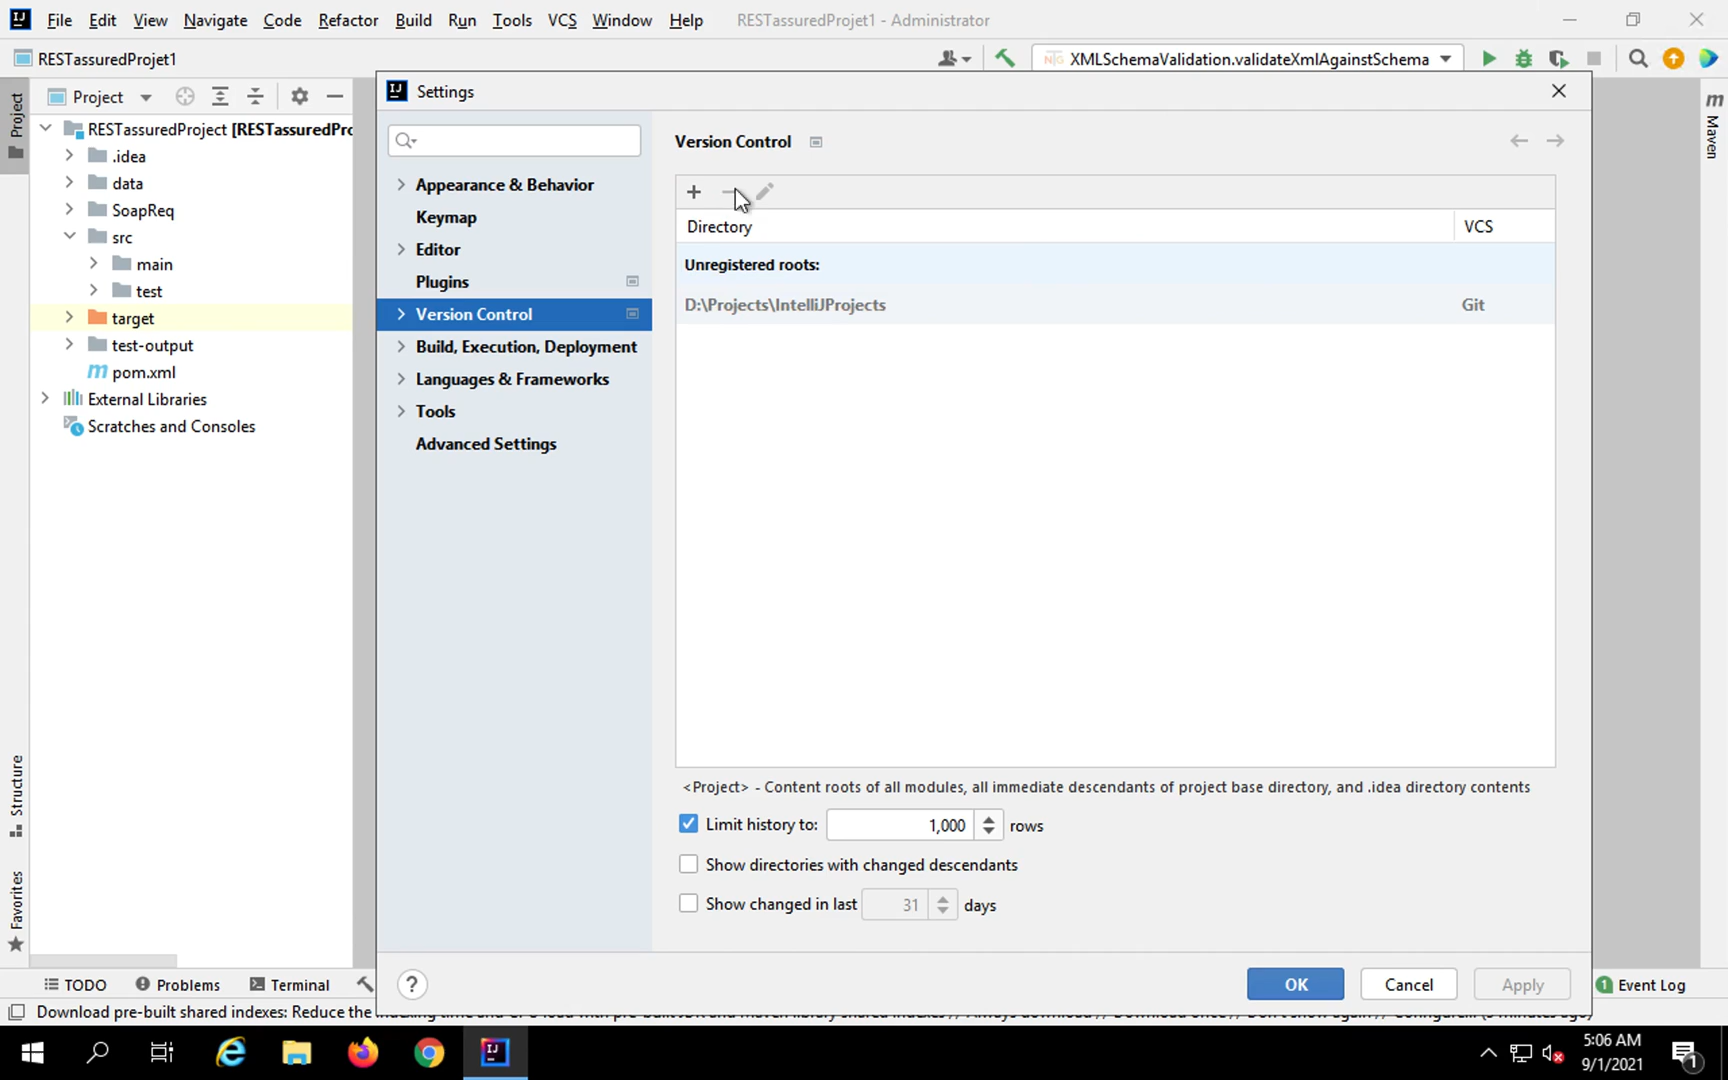 File Edit View Navigate Code Refactor Build Run Tools VCS Window Help RESTassuredProjet1 - Administrator
RESTassuredProjet1
XMLSchemaValidation.validateXmlAgainstSchema
Project
Project
RESTassuredProject [RESTassuredPro
.idea
data
SoapReq
src
main
test
target
test-output
pom.xml
External Libraries
Scratches and Consoles
Structure
Favorites
Settings
Appearance & Behavior
Keymap
Editor
Plugins
Version Control
Build, Execution, Deployment
Languages & Frameworks
Tools
Advanced Settings
Version Control
Directory VCS
Unregistered roots:
D:\Projects\IntelliJProjects Git
<Project> - Content roots of all modules, all immediate descendants of project base directory, and .idea directory contents
Limit history to: 1,000 rows
Show directories with changed descendants
Show changed in last 31 days
? OK Cancel Apply
m Maven
TODO Problems Terminal 1 Event Log
Download pre-built shared indexes: Reduce the
5:06 AM
9/1/2021
1